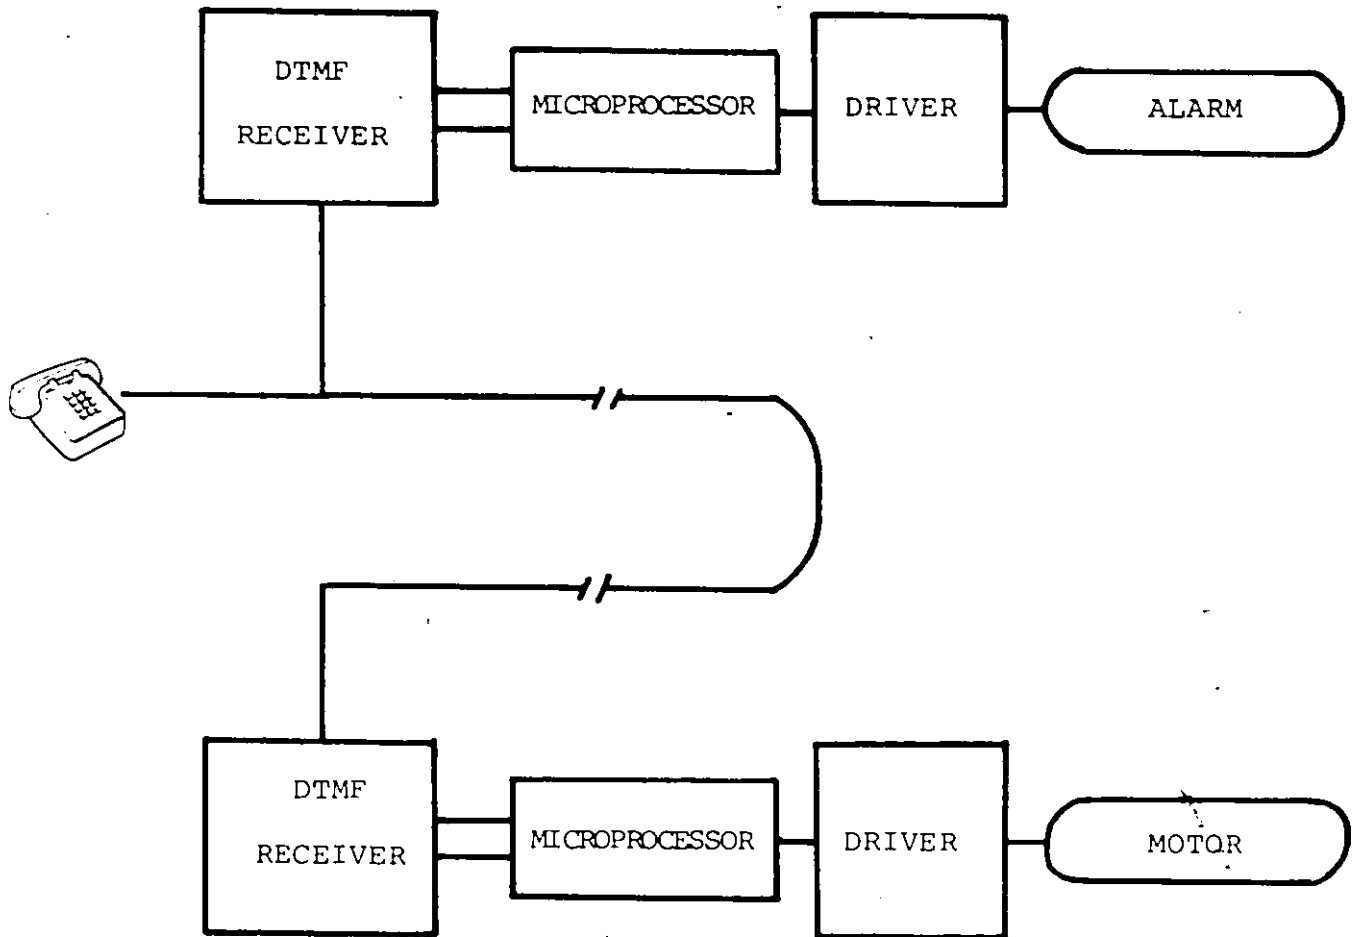 DTMF
RECEIVER
MICROPROCESSOR
DRIVER
ALARM
DTMF
RECEIVER
MICROPROCESSOR
DRIVER
MOTOR